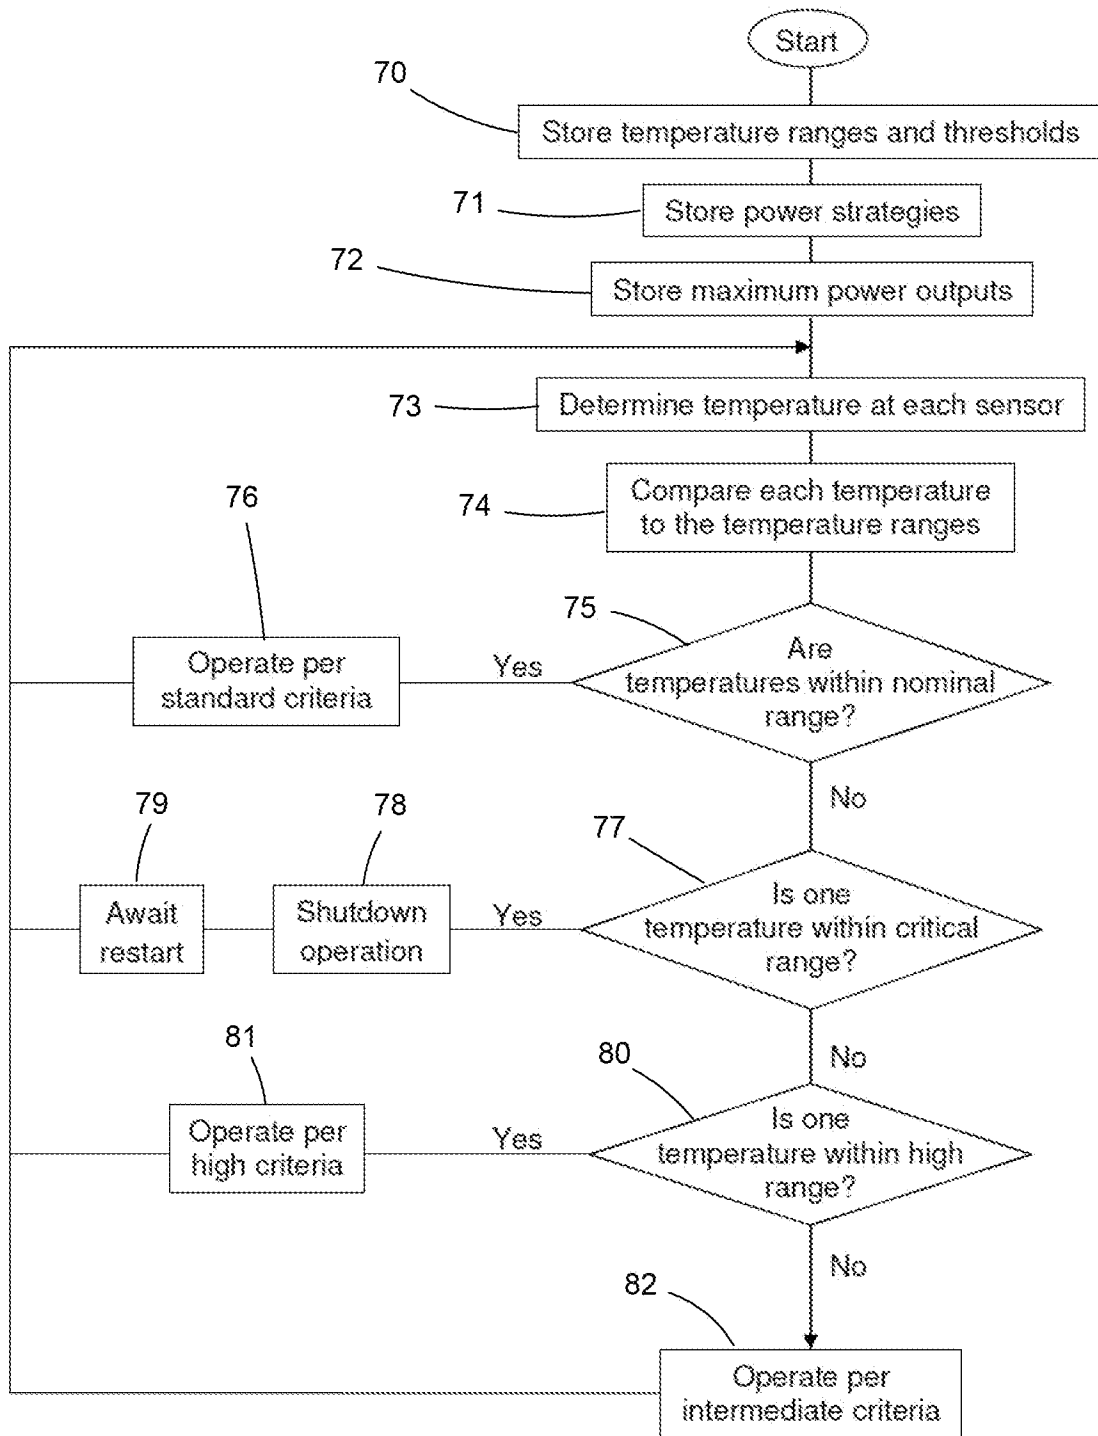 Start
70
Store temperature ranges and thresholds
71
Store power strategies
72
Store maximum power outputs
73
Determine temperature at each sensor
74
Compare each temperature
to the temperature ranges
75
Are
temperatures within nominal
range?
Yes
76
Operate per
standard criteria
No
77
Is one
temperature within critical
range?
Yes
78
Shutdown
operation
79
Await
restart
No
80
Is one
temperature within high
range?
Yes
81
Operate per
high criteria
No
82
Operate per
intermediate criteria